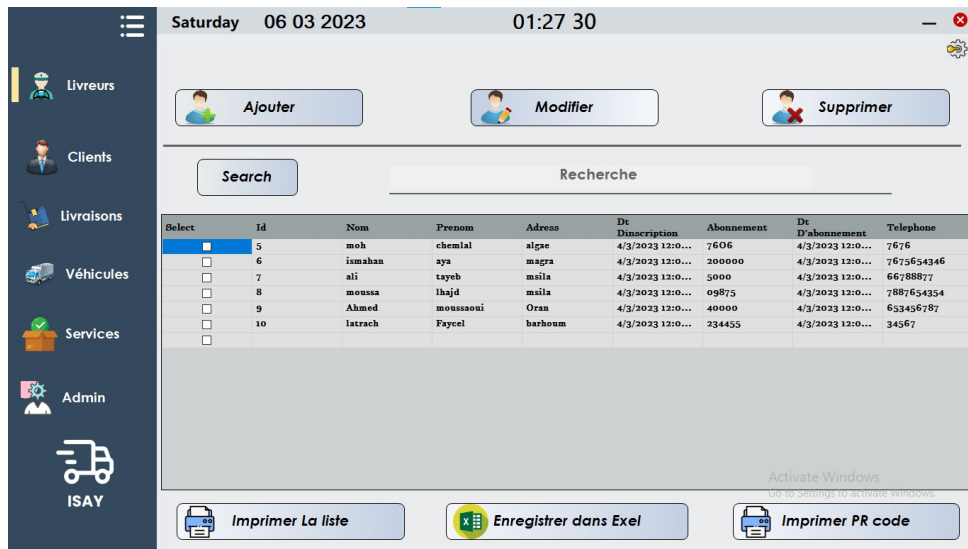 Saturday 06 03 2023 01:27 30
Livreurs
Clients
Livraisons
Véhicules
Services
Admin
ISAY
Ajouter Modifier Supprimer
Search Recherche
Select Id Nom Prenom Adress Dt Dinscription Abonnement Dt D'abonnement Telephone
5 moh chemlal algse 4/3/2023 12:0... 7606 4/3/2023 12:0... 7676
6 ismahan aya magra 4/3/2023 12:0... 200000 4/3/2023 12:0... 7675654346
7 ali tayeb msila 4/3/2023 12:0... 5000 4/3/2023 12:0... 66788877
8 moussa lhajd msila 4/3/2023 12:0... 09875 4/3/2023 12:0... 7887654354
9 Ahmed moussaoui Oran 4/3/2023 12:0... 40000 4/3/2023 12:0... 653456787
10 latrach Faycel barhoum 4/3/2023 12:0... 234455 4/3/2023 12:0... 34567
Activate Windows
Go to Settings to activate Windows.
Imprimer La liste Enregistrer dans Exel Imprimer PR code